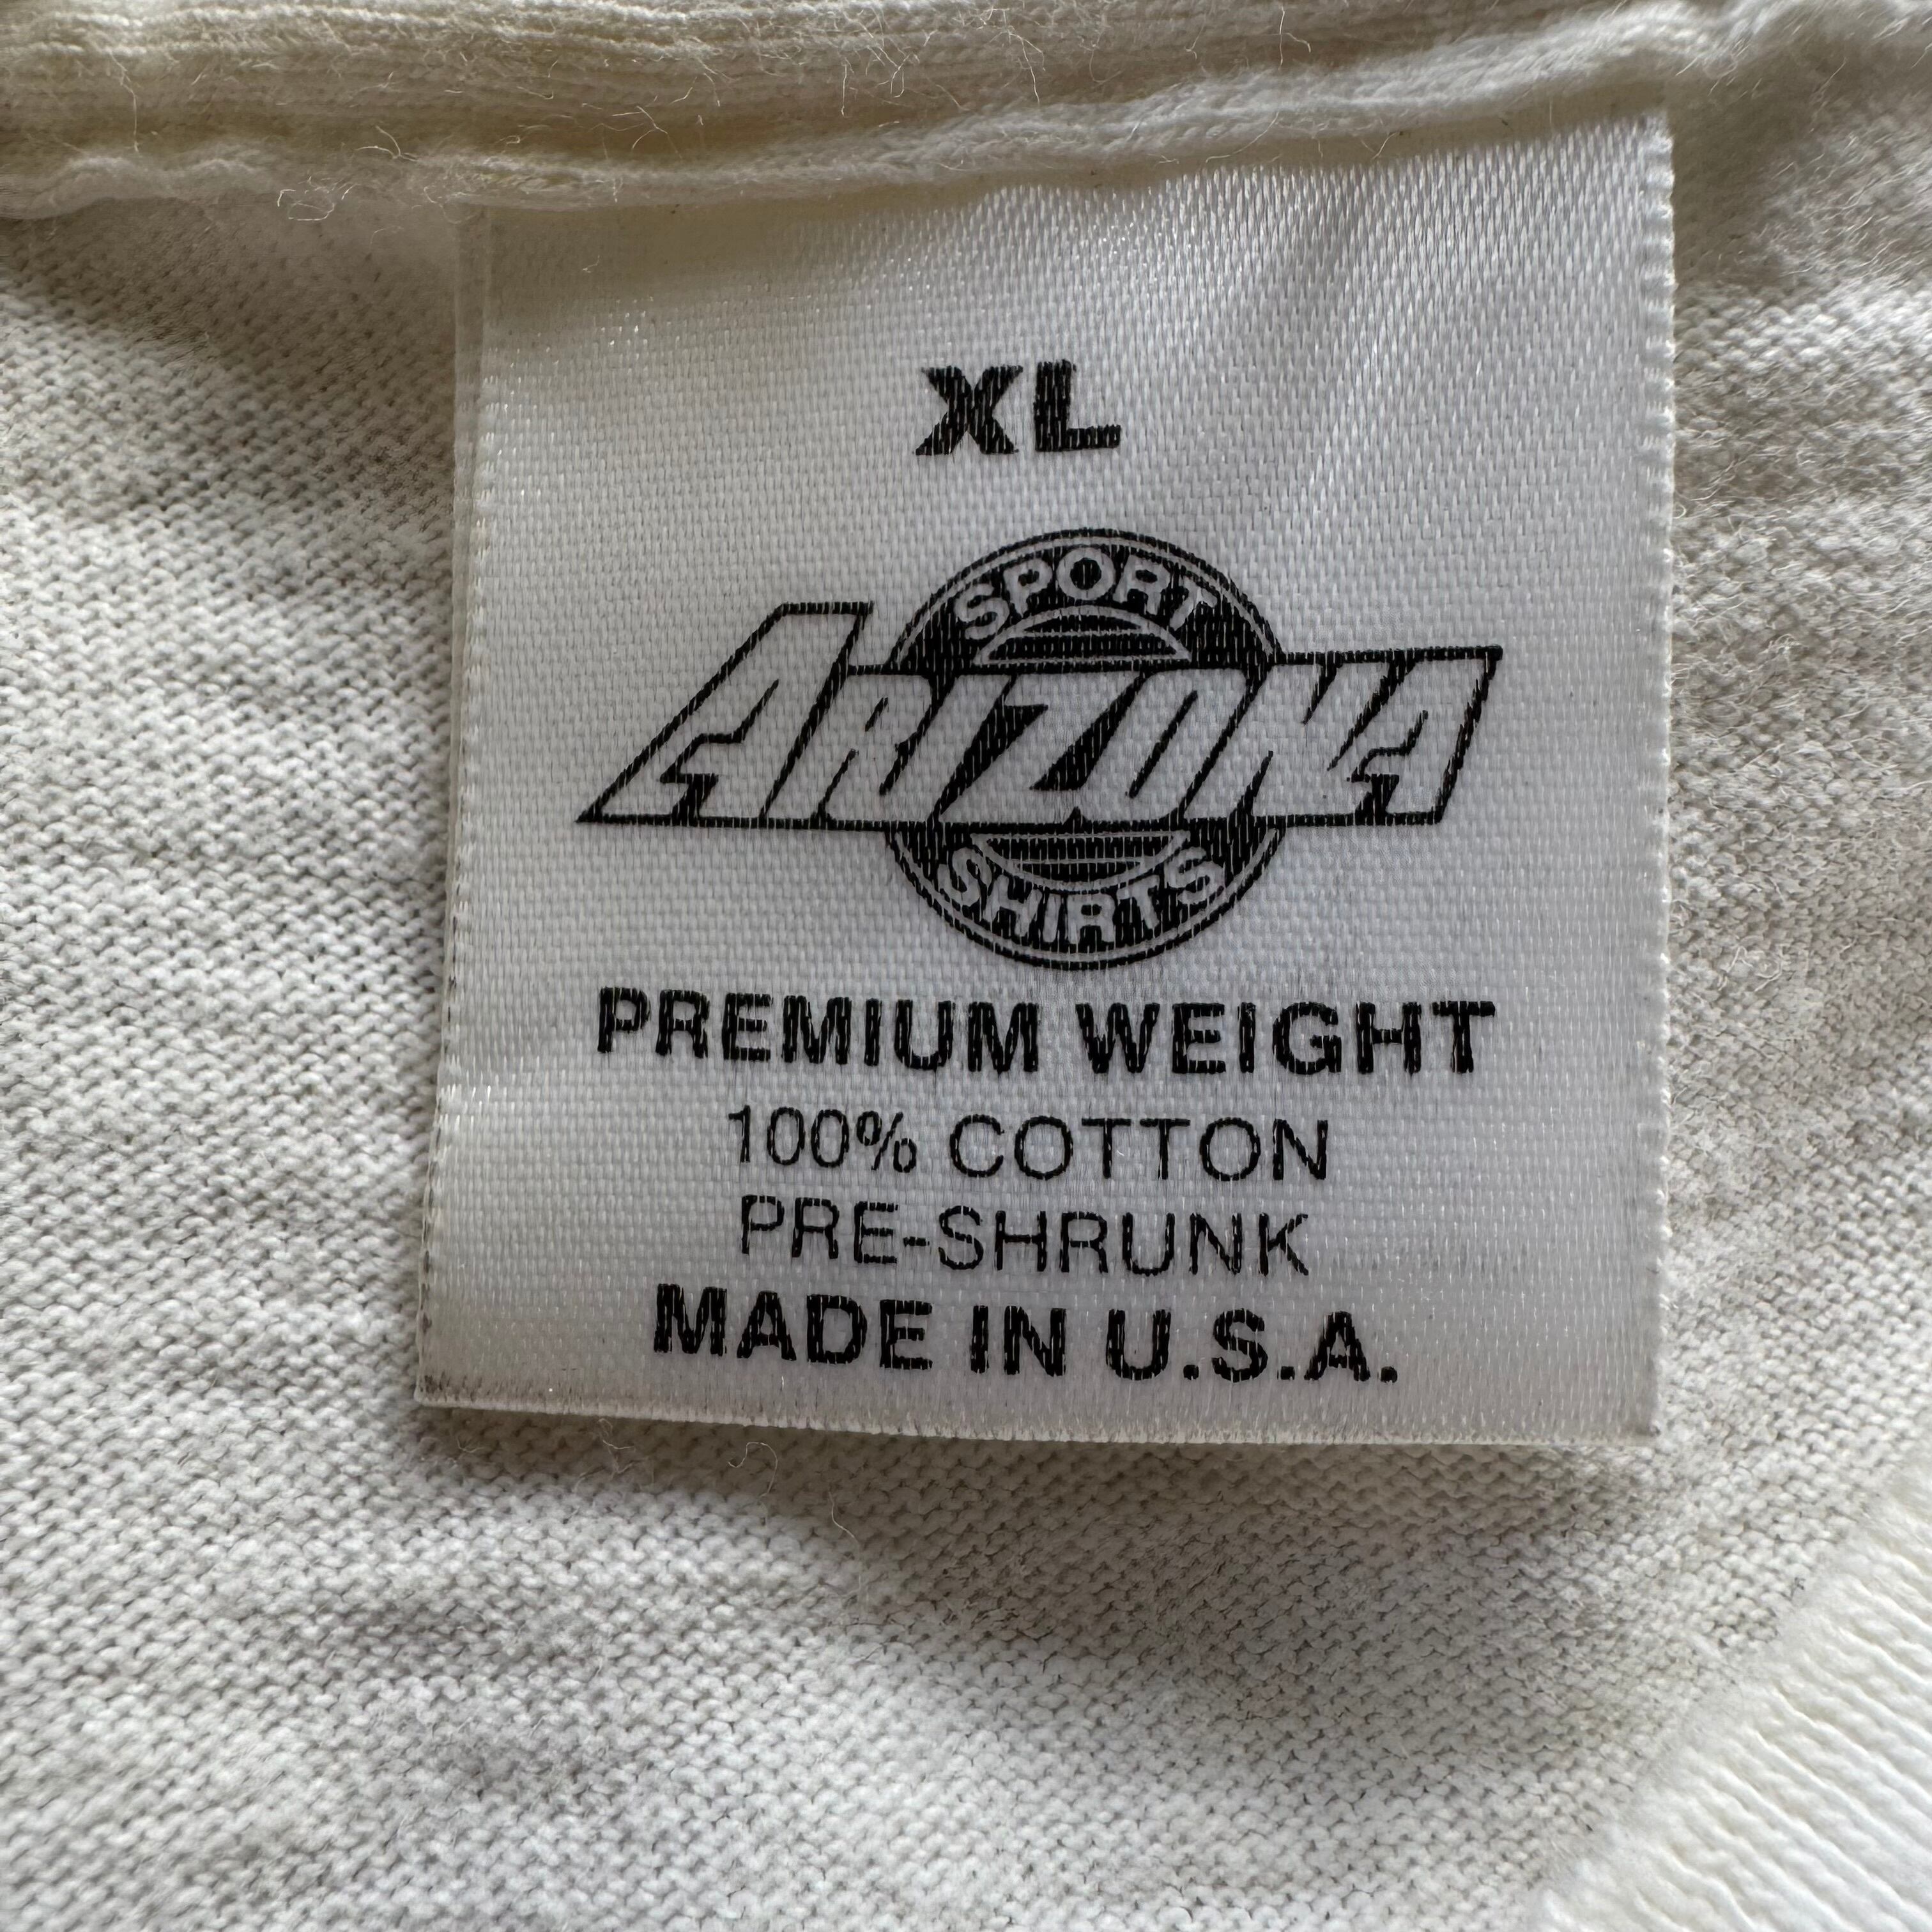 XL
SPORT
ARIZONA
SHIRTS
PREMIUM WEIGHT
100% COTTON
PRE-SHRUNK
MADE IN U.S.A.